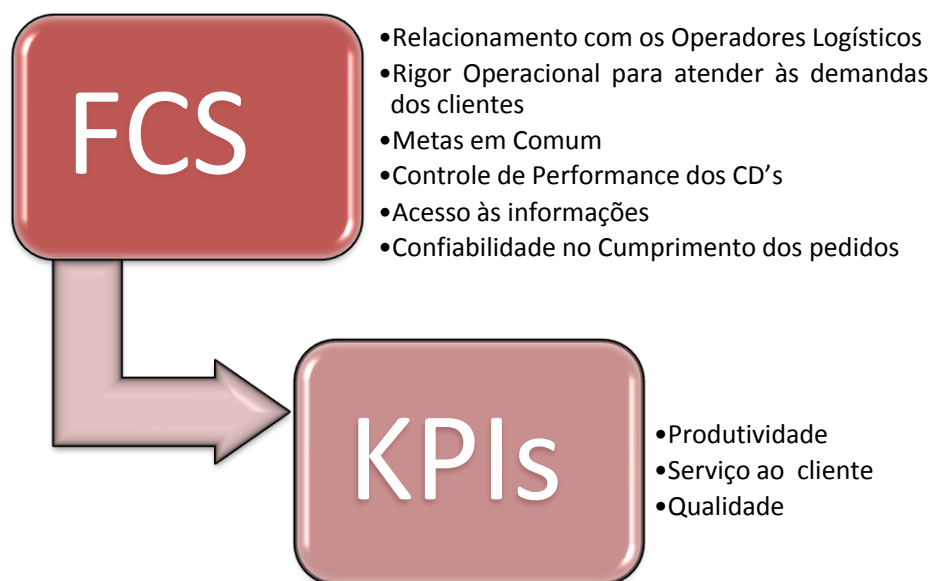 FCS
•Relacionamento com os Operadores Logísticos
•Rigor Operacional para atender às demandas
dos clientes
•Metas em Comum
•Controle de Performance dos CD’s
•Acesso às informações
•Confiabilidade no Cumprimento dos pedidos
KPIs
•Produtividade
•Serviço ao cliente
•Qualidade